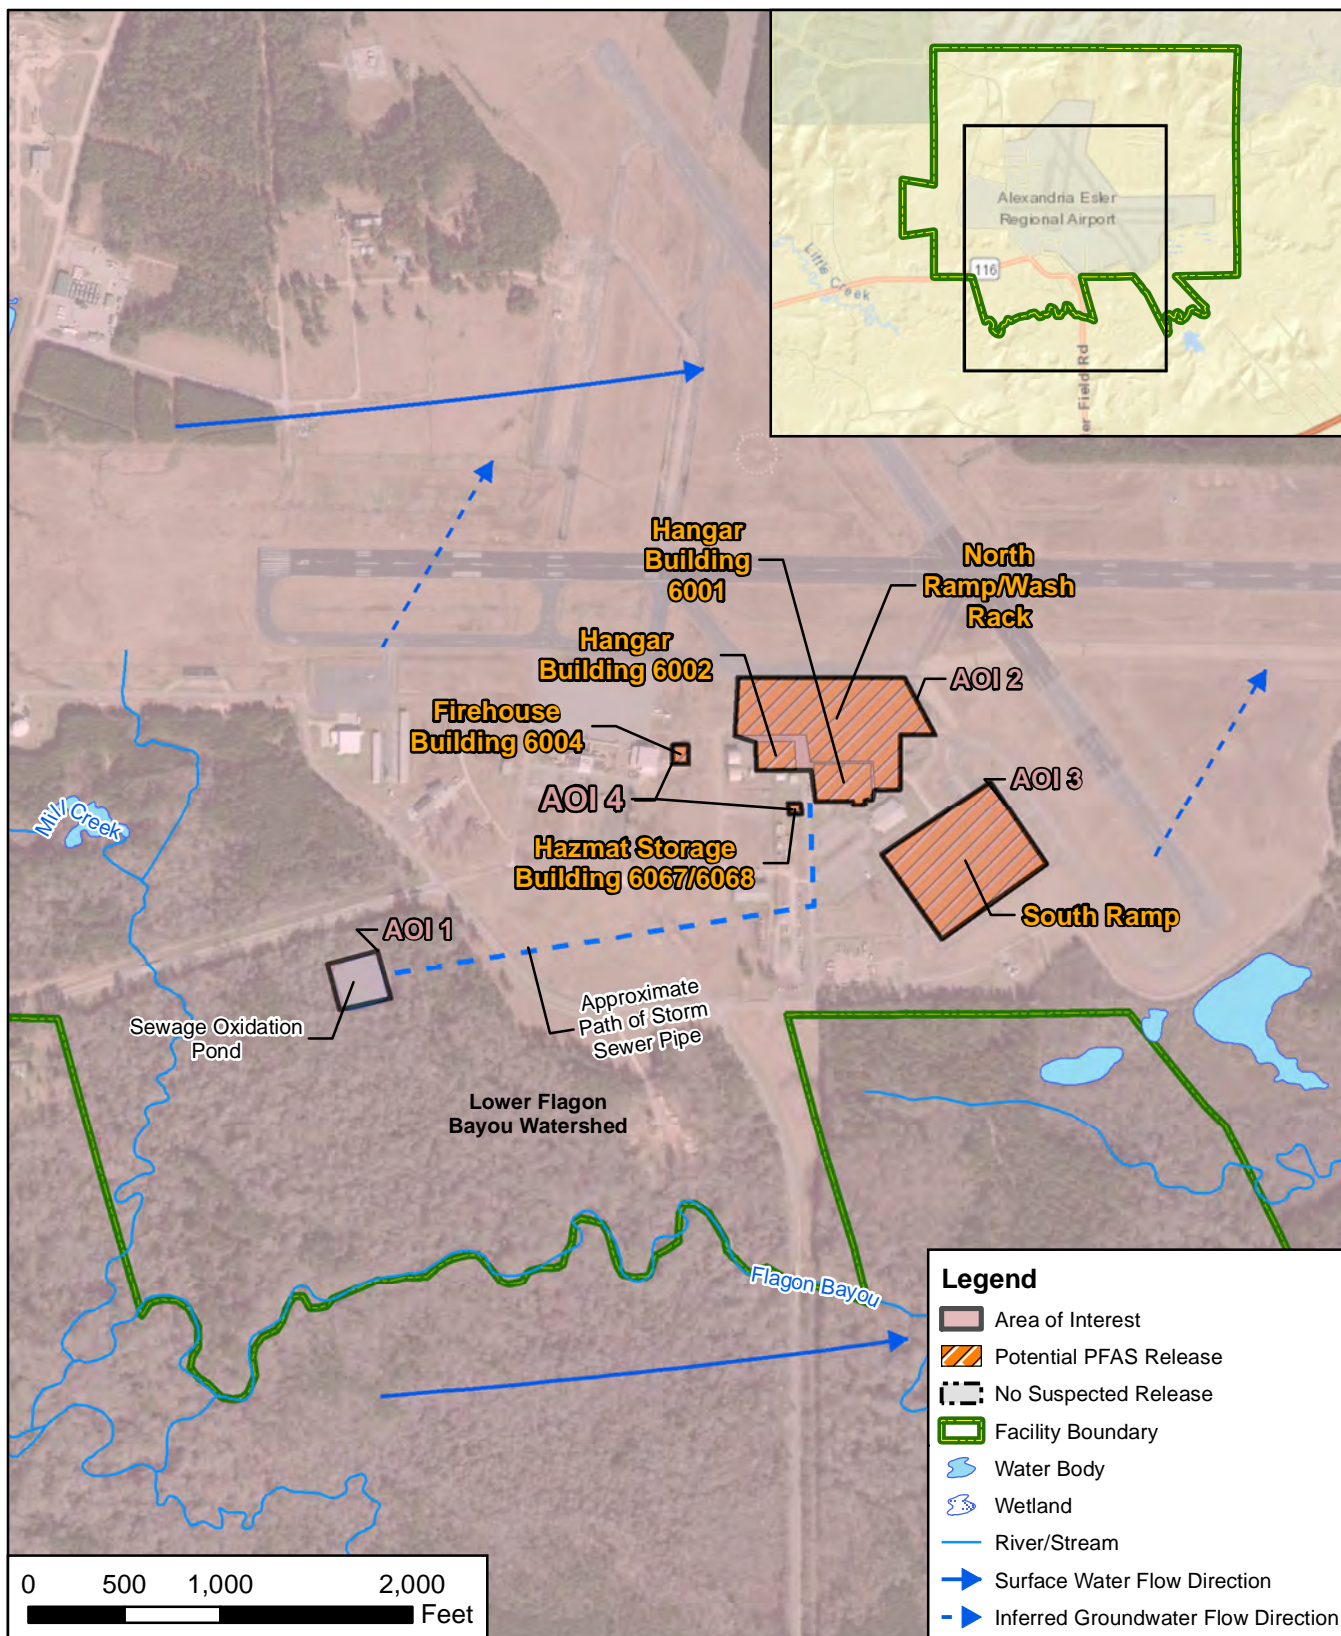 Alexandria Esler
Regional Airport
116
Little Creek
er Field Rd
Hangar
Building
6001
North
Ramp/Wash
Rack
Hangar
Building 6002
AOI 2
Firehouse
Building 6004
AOI 4
AOI 3
Mill Creek
Hazmat Storage
Building 6067/6068
South Ramp
AOI 1
Approximate
Path of Storm
Sewer Pipe
Sewage Oxidation
Pond
Lower Flagon
Bayou Watershed
Flagon Bayou
Legend
Area of Interest
Potential PFAS Release
No Suspected Release
Facility Boundary
Water Body
Wetland
River/Stream
Surface Water Flow Direction
Inferred Groundwater Flow Direction
0 500 1,000 2,000
Feet